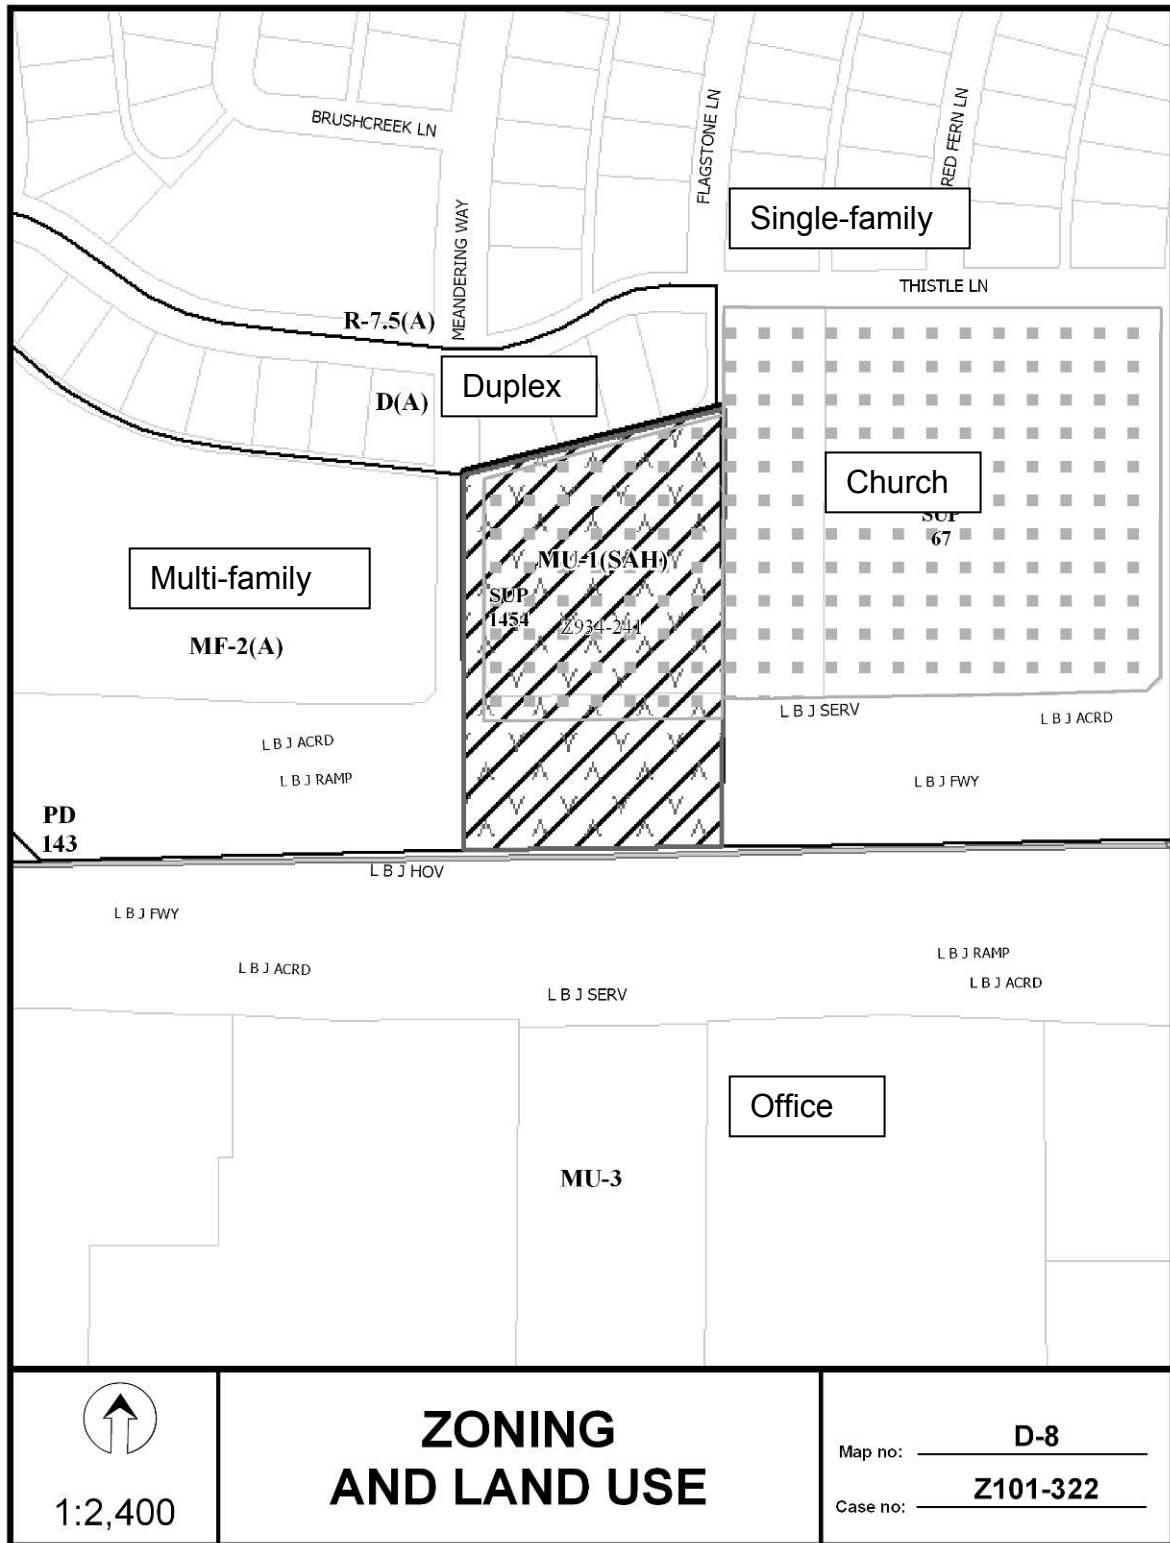 BRUSHCREEK LN
FLAGSTONE LN
RED FERN LN
MEANDERING WAY
Single-family
THISTLE LN
R-7.5(A)
Duplex
D(A)
Church
SUP
67
Multi-family
MU-1(SAH)
SUP
1454
Z934-241
MF-2(A)
L B J SERV
L B J ACRD
L B J ACRD
L B J RAMP
L B J FWY
PD
143
L B J HOV
L B J FWY
L B J RAMP
L B J ACRD
L B J ACRD
L B J SERV
Office
MU-3
1:2,400
ZONING
AND LAND USE
Map no: D-8
Case no: Z101-322